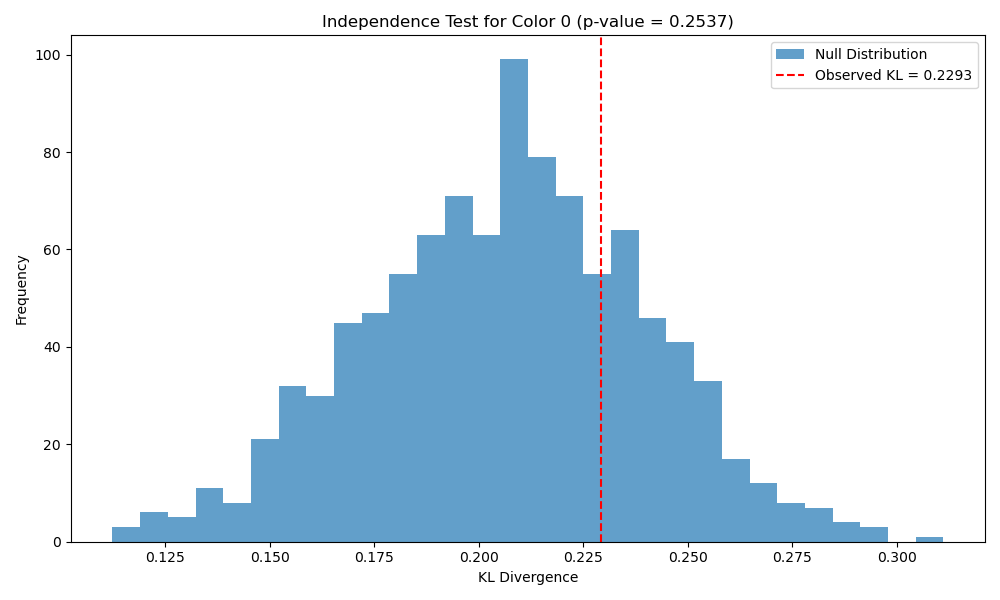 Independence Test for Color 0 (p-value = 0.2537)
Null Distribution
Observed KL = 0.2293
100
80
60
40
20
0
Frequency
0.125
0.150
0.175
0.200
0.225
0.250
0.275
0.300
KL Divergence